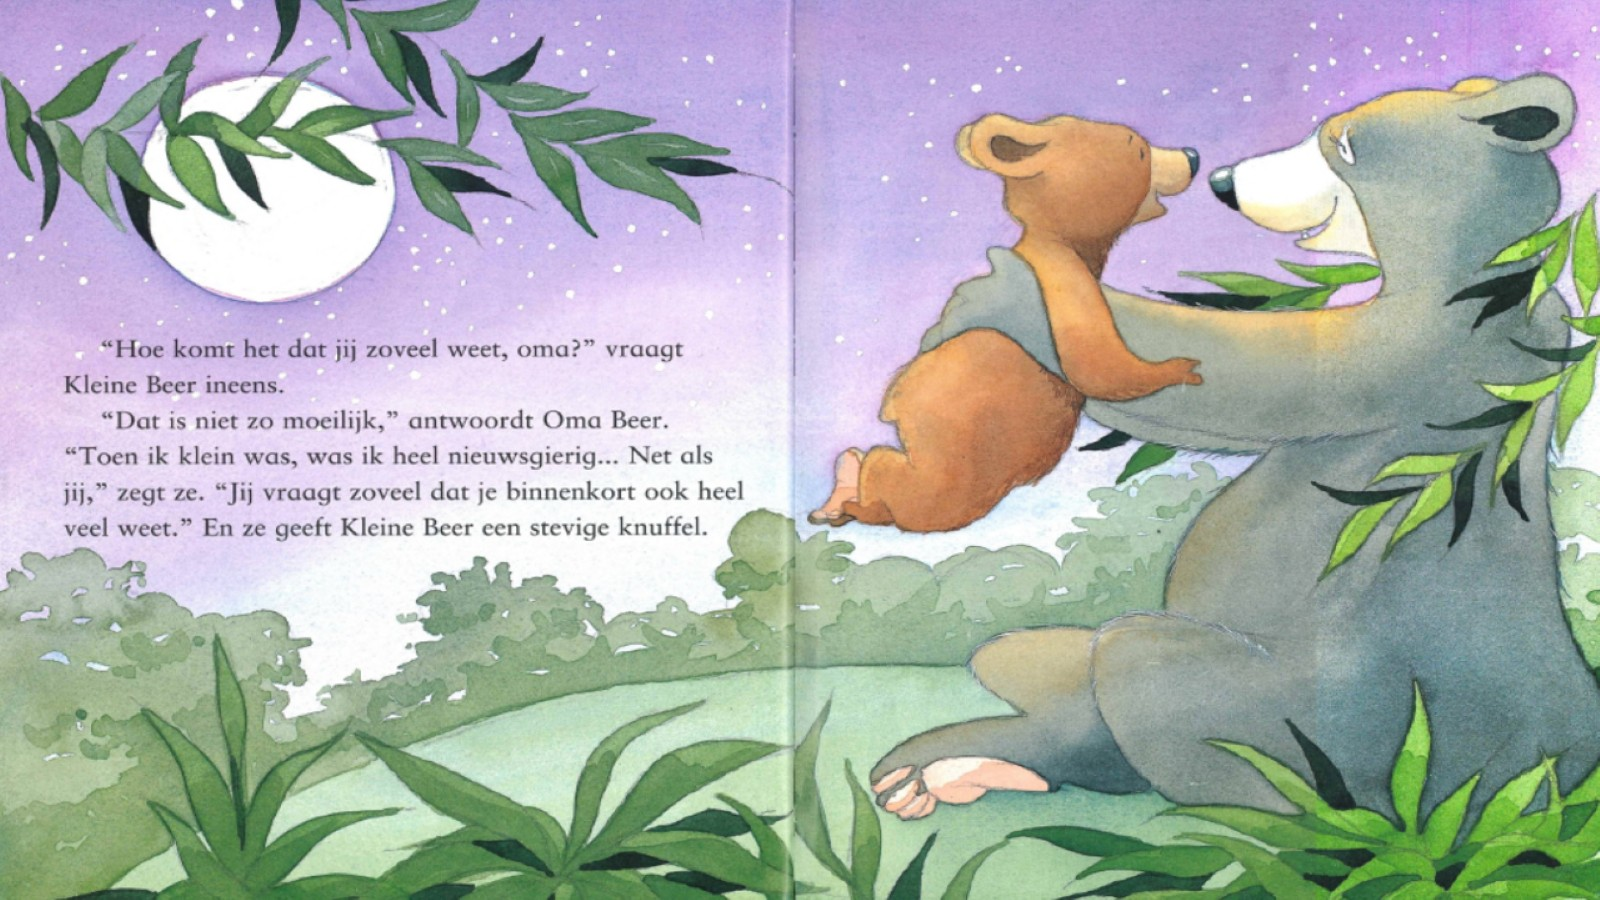 “Hoe komt het dat jij zoveel weet, oma?” vraagt
Kleine Beer ineens.
“Dat is niet zo moeilijk,” antwoordt Oma Beer.
“Toen ik klein was, was ik heel nieuwsgierig... Net als
jij,” zegt ze. “Jij vraagt zoveel dat je binnenkort ook heel
veel weet.” En ze geeft Kleine Beer een stevige knuffel.